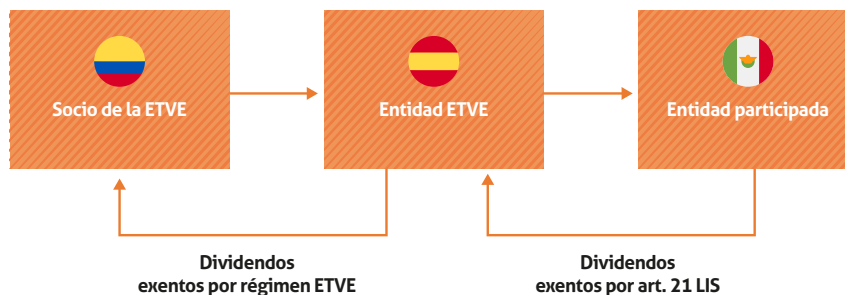 Socio de la ETVE
Entidad ETVE
Entidad participada
Dividendos
exentos por régimen ETVE
Dividendos
exentos por art. 21 LIS